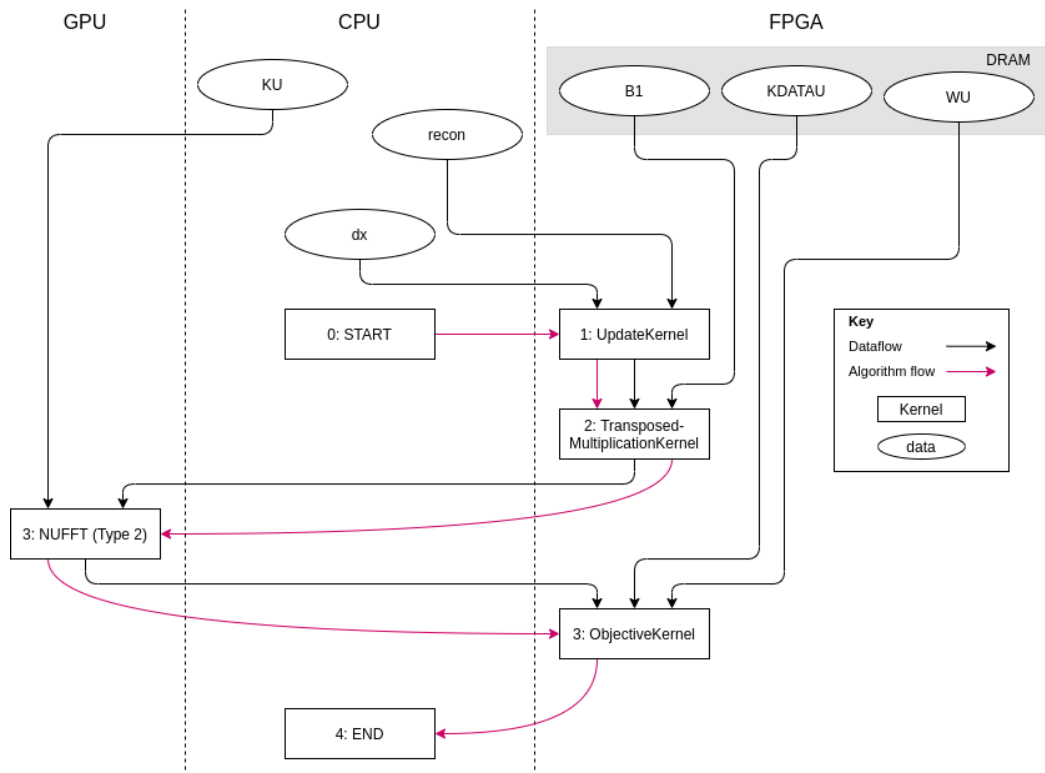 GPU
CPU
FPGA
DRAM
KU
B1
KDATAU
WU
recon
dx
0: START
1: UpdateKernel
Key
Dataflow
Algorithm flow
Kernel
data
2: Transposed-
MultiplicationKernel
3: NUFFT (Type 2)
3: ObjectiveKernel
4: END